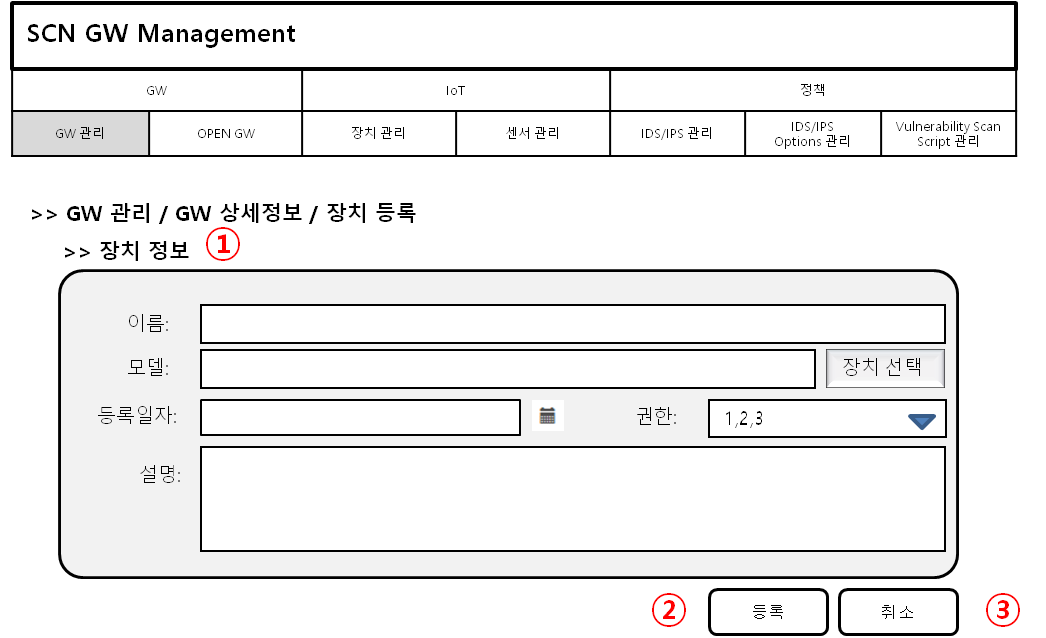 SCN GW Management
GW IoT 정책
GW 관리 OPEN GW 장치 관리 센서 관리 IDS/IPS 관리 IDS/IPS Options 관리 Vulnerability Scan Script 관리
>> GW 관리 / GW 상세정보 / 장치 등록
>> 장치 정보 ①
이름:
모델: 장치 선택
등록일자: 권한: 1,2,3
설명:
② 등록 취소 ③